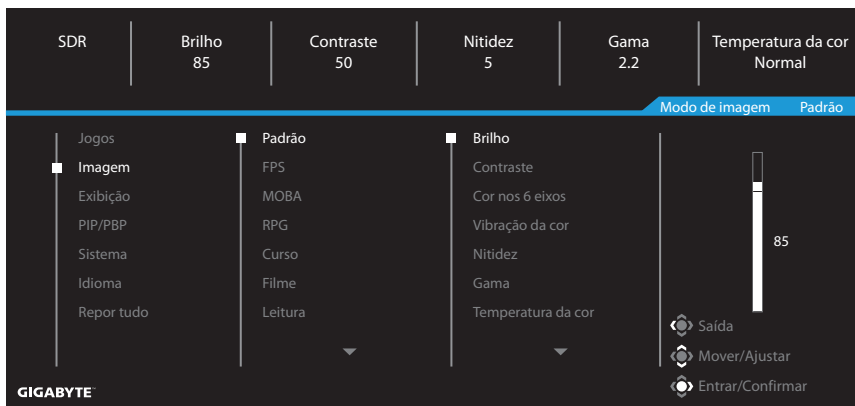 SDR
Brilho
85
Contraste
50
Nitidez
5
Gama
2.2
Temperatura da cor
Normal
Modo de imagem Padrão
Jogos
Imagem
Exibição
PIP/PBP
Sistema
Idioma
Repor tudo
Padrão
FPS
MOBA
RPG
Curso
Filme
Leitura
Brilho
Contraste
Cor nos 6 eixos
Vibração da cor
Nitidez
Gama
Temperatura da cor
85
Saída
Mover/Ajustar
Entrar/Confirmar
GIGABYTE™